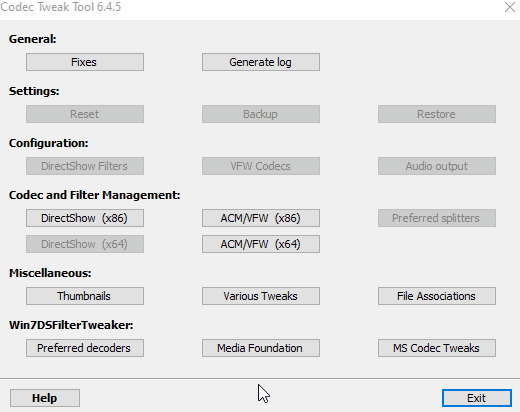 Codec Tweak Tool 6.4.5
General:
Fixes Generate log
Settings:
Reset Backup Restore
Configuration:
DirectShow Filters VFW Codecs Audio output
Codec and Filter Management:
DirectShow (x86) ACM/VFW (x86) Preferred splitters
DirectShow (x64) ACM/VFW (x64)
Miscellaneous:
Thumbnails Various Tweaks File Associations
Win7DSFilterTweaker:
Preferred decoders Media Foundation MS Codec Tweaks
Help Exit